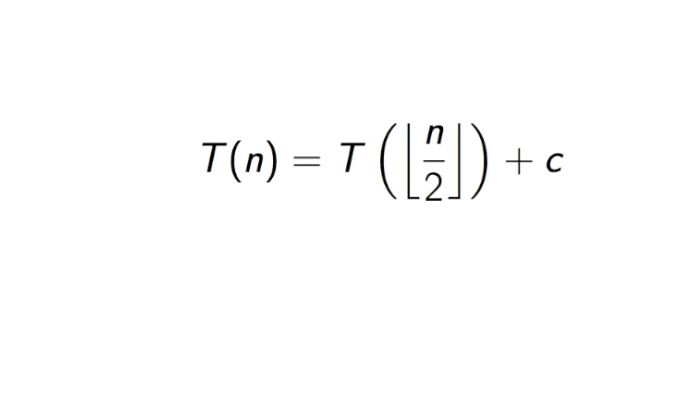 T(n) = T(⌊n/2⌋) + c